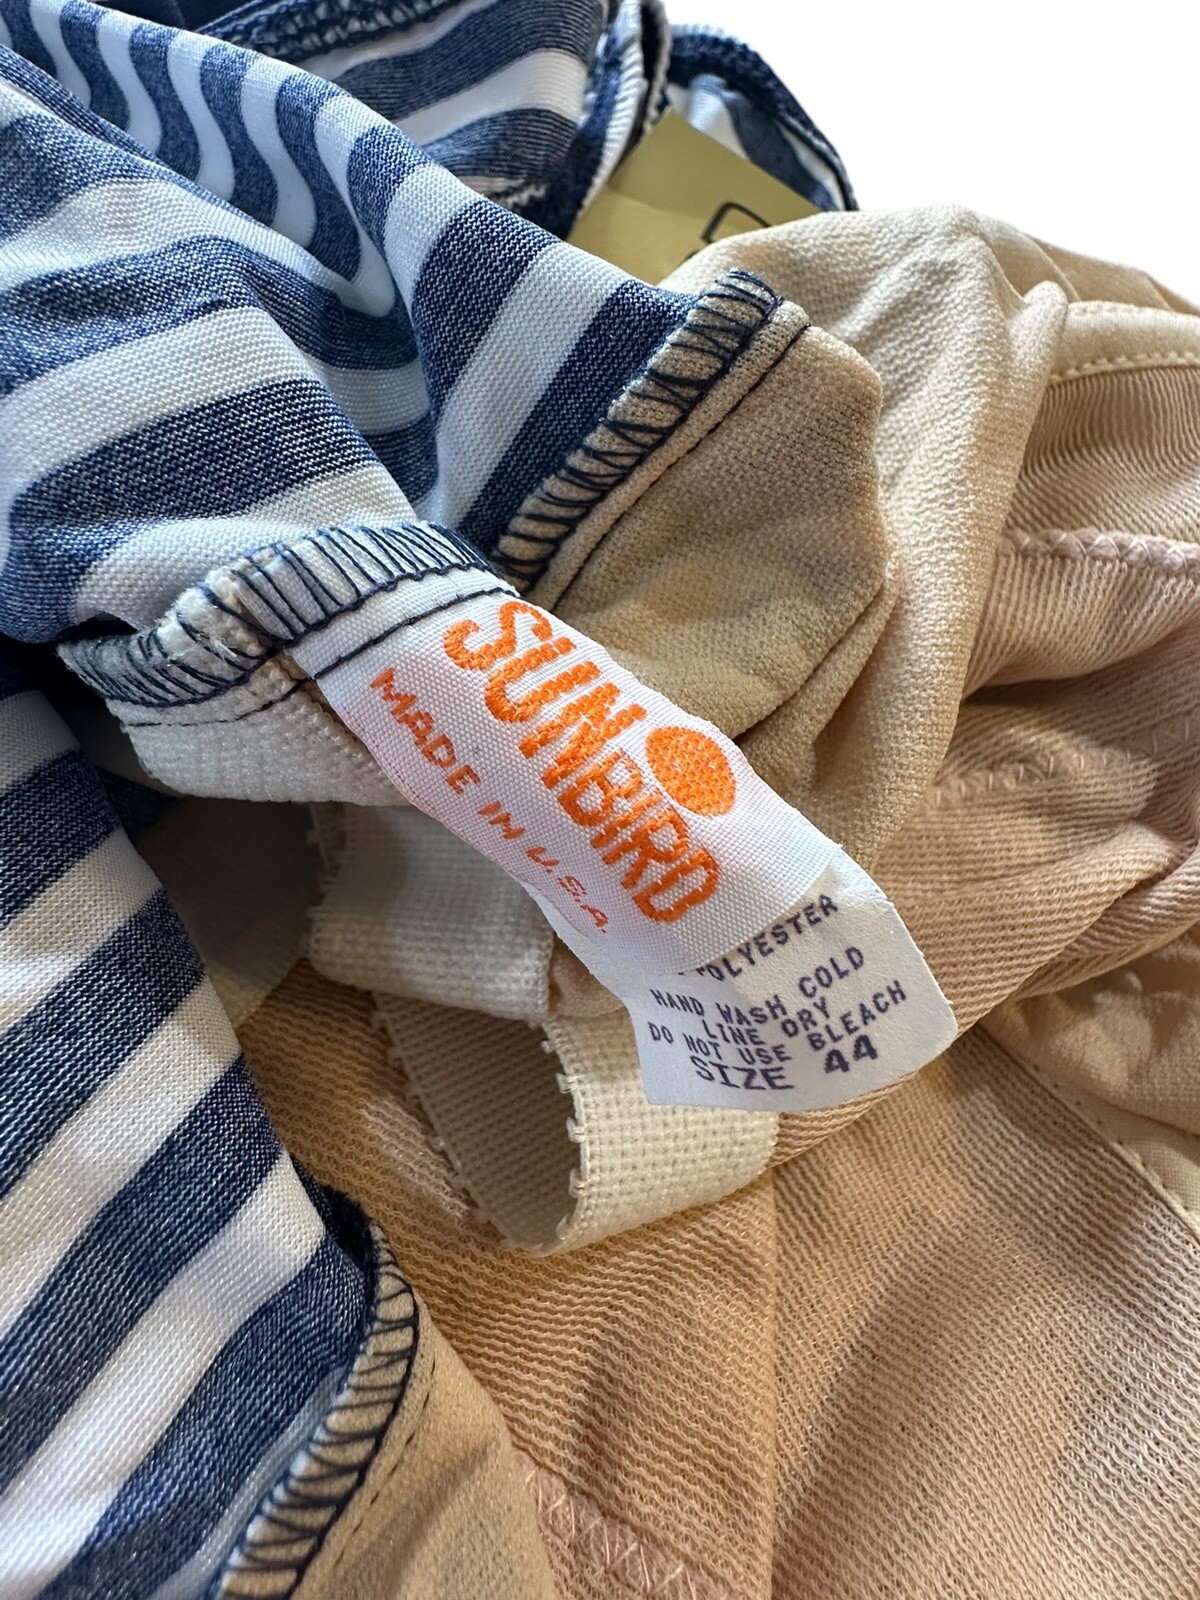 SUNBIRD
MADE IN U.S.A.
POLYESTER
HAND WASH COLD
LINE DRY
DO NOT USE BLEACH
SIZE 44